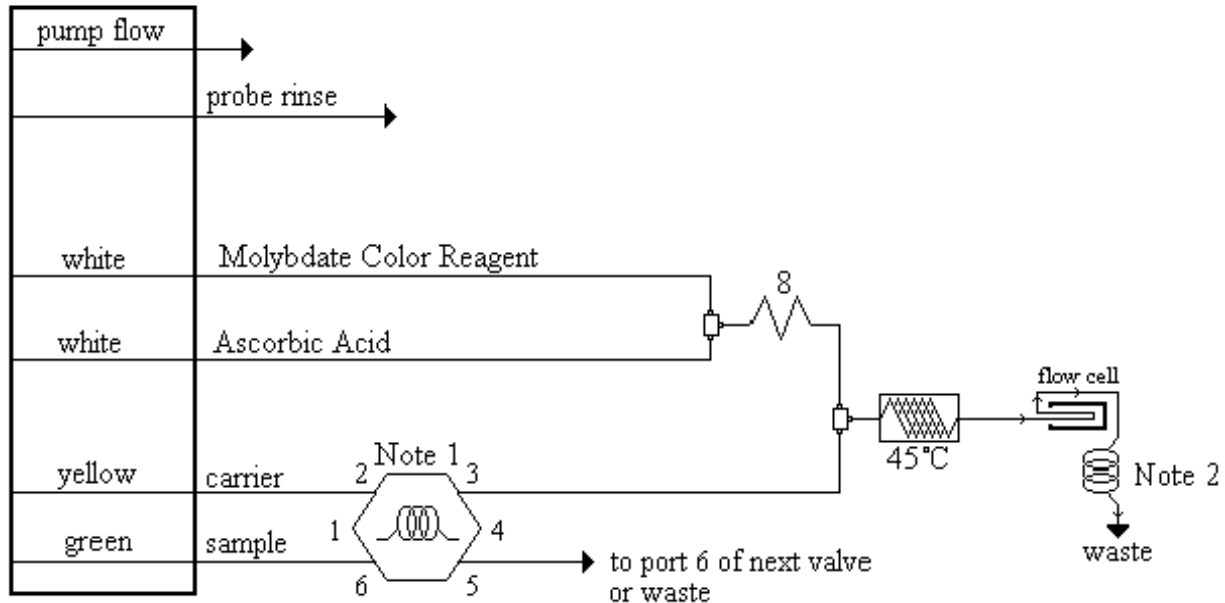 pump flow
probe rinse
white
Molybdate Color Reagent
8
white
Ascorbic Acid
flow cell
45°C
Note 2
waste
yellow
carrier
2
Note 1
3
1
4
green
sample
6
5
to port 6 of next valve
or waste